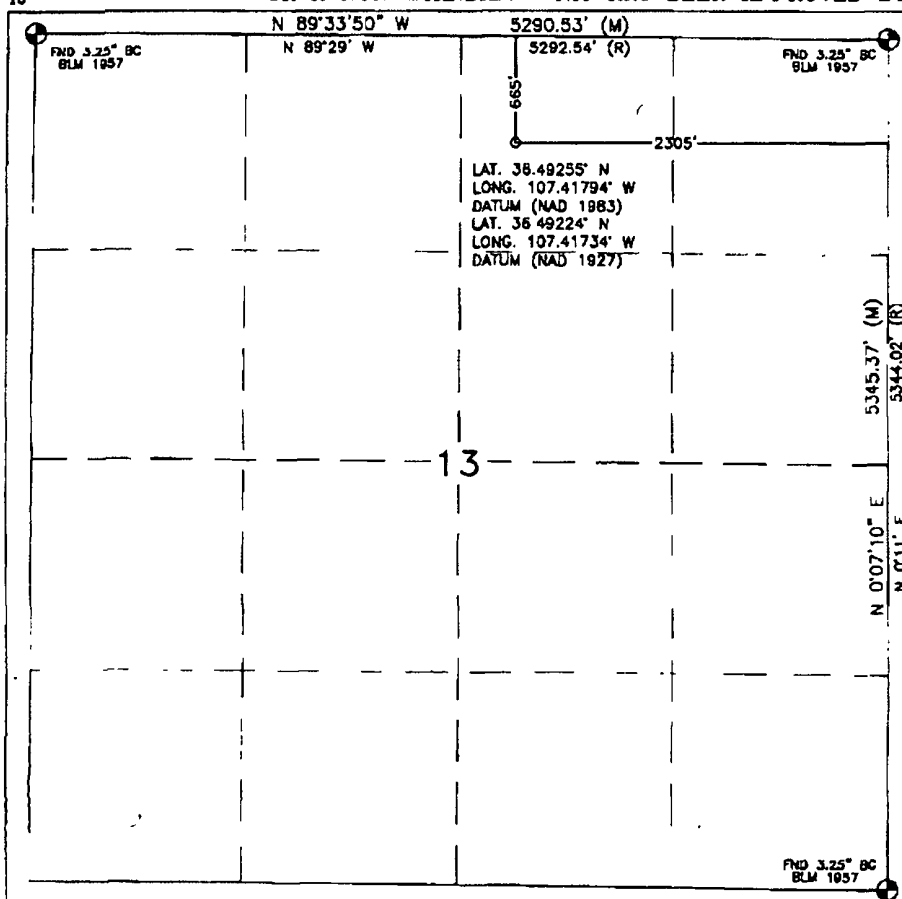 N 89°33'50" W 5290.53' (M)
N 89°29' W 5292.54' (R)
FND 3.25" BC
BLM 1957
FND 3.25" BC
BLM 1957
665'
2305'
LAT. 36.49255° N
LONG. 107.41794° W
DATUM (NAD 1983)
LAT. 36 49224° N
LONG. 107.41734° W
DATUM (NAD 1927)
5345.37' (M)
5344.02' (R)
13
N 0°07'10" E
N 0°11' E
FND 3.25" BC
BLM 1957